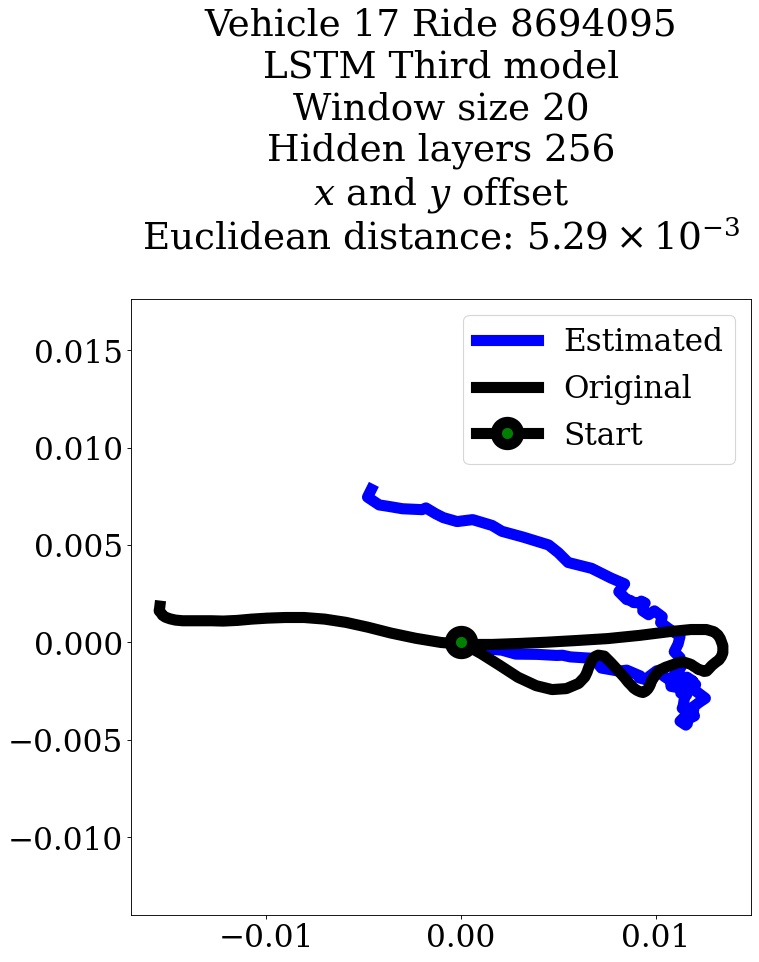 Vehicle 17 Ride 8694095
LSTM Third model
Window size 20
Hidden layers 256
x and y offset
Euclidean distance: 5.29 × 10⁻³
Estimated
Original
Start
0.015
0.010
0.005
0.000
−0.005
−0.010
−0.01
0.00
0.01